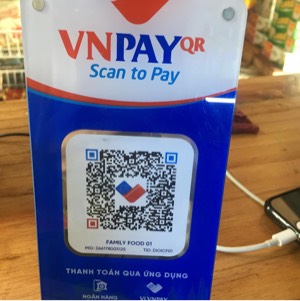 VNPAYQR
Scan to Pay
FAMILY FOOD 01
THANH TOÁN QUA ỨNG DỤNG
NGÂN HÀNG
VÍ VNPAY